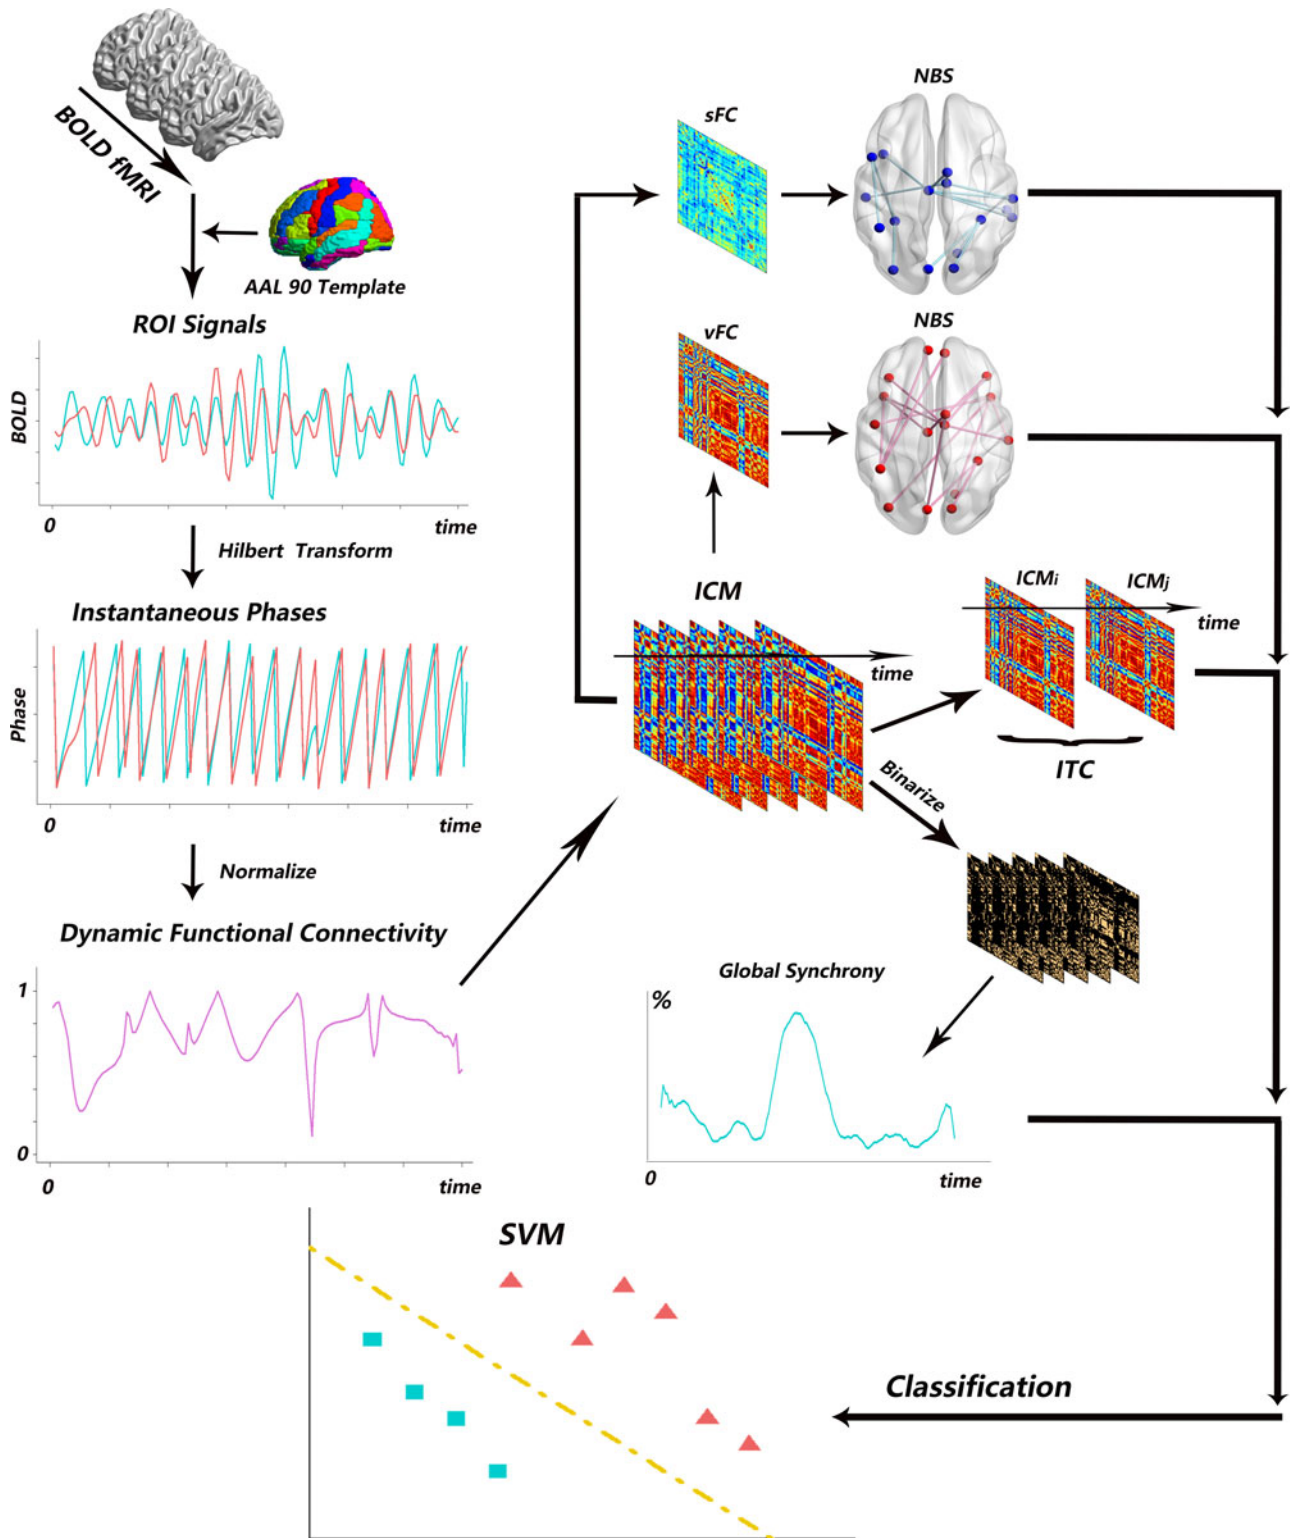 BOLD fMRI
AAL 90 Template
ROI Signals
BOLD
0
time
Hilbert Transform
Instantaneous Phases
Phase
0
time
Normalize
Dynamic Functional Connectivity
1
0
0
time
sFC
NBS
vFC
NBS
ICM
time
ICMi
ICMj
time
ITC
Binarize
Global Synchrony
%
0
time
SVM
Classification